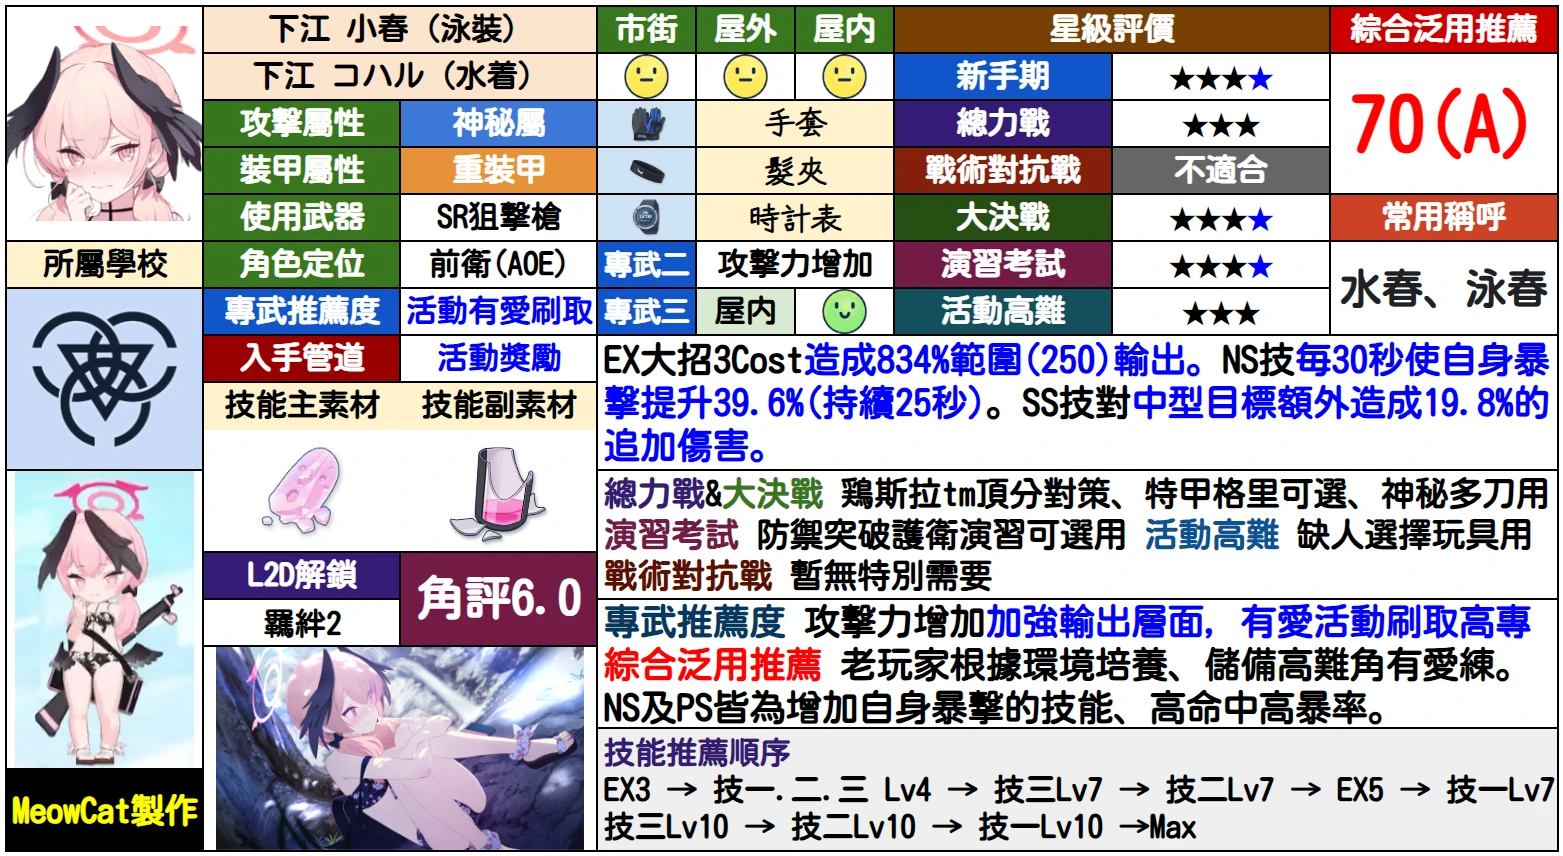 下江 小春（泳裝）
下江 コハル（水着）
攻擊屬性 神秘屬
裝甲屬性 重裝甲
使用武器 SR狙擊槍
角色定位 前衛(AOE)
專武推薦度 活動有愛刷取
入手管道 活動獎勵
技能主素材 技能副素材
所屬學校
L2D解鎖
羈絆2
角評6.0
MeowCat製作
市街 屋外 屋内
手套
髮夾
時計表
專武二 攻擊力增加
專武三 屋内
星級評價
新手期 ★★★★
總力戰 ★★★
戰術對抗戰 不適合
大決戰 ★★★★
演習考試 ★★★★
活動高難 ★★★
綜合泛用推薦
70(A)
常用稱呼
水春、泳春
EX大招3Cost造成834%範圍(250)輸出。NS技每30秒使自身暴
擊提升39.6%(持續25秒)。SS技對中型目標額外造成19.8%的
追加傷害。
總力戰&大決戰 鶏斯拉tm頂分對策、特甲格里可選、神秘多刀用
演習考試 防禦突破護衛演習可選用 活動高難 缺人選擇玩具用
戰術對抗戰 暫無特別需要
專武推薦度 攻擊力增加加強輸出層面，有愛活動刷取高專
綜合泛用推薦 老玩家根據環境培養、儲備高難角有愛練。
NS及PS皆為增加自身暴擊的技能、高命中高暴率。
技能推薦順序
EX3 → 技一.二.三 Lv4 → 技三Lv7 → 技二Lv7 → EX5 → 技一Lv7
技三Lv10 → 技二Lv10 → 技一Lv10 →Max